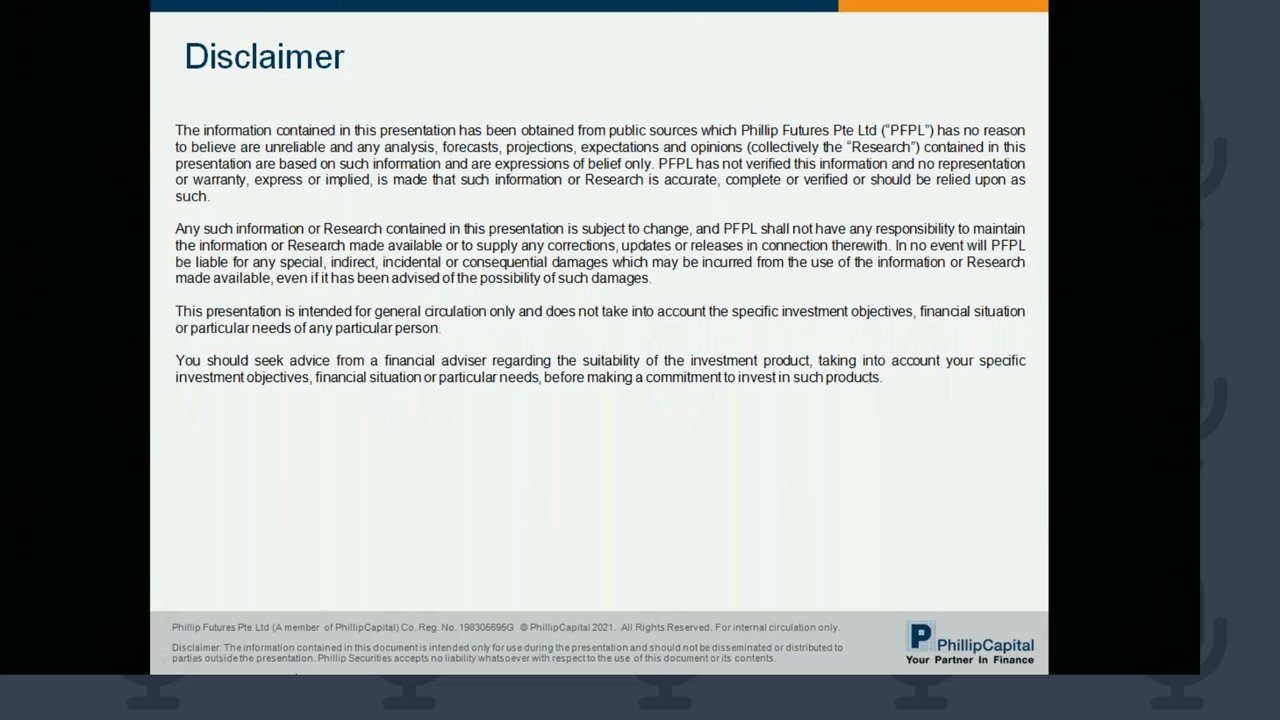 Disclaimer
The information contained in this presentation has been obtained from public sources which Phillip Futures Pte Ltd (“PFPL”) has no reason
to believe are unreliable and any analysis, forecasts, projections, expectations and opinions (collectively the “Research”) contained in this
presentation are based on such information and are expressions of belief only. PFPL has not verified this information and no representation
or warranty, express or implied, is made that such information or Research is accurate, complete or verified or should be relied upon as
such.
Any such information or Research contained in this presentation is subject to change, and PFPL shall not have any responsibility to maintain
the information or Research made available or to supply any corrections, updates or releases in connection therewith. In no event will PFPL
be liable for any special, indirect, incidental or consequential damages which may be incurred from the use of the information or Research
made available, even if it has been advised of the possibility of such damages.
This presentation is intended for general circulation only and does not take into account the specific investment objectives, financial situation
or particular needs of any particular person.
You should seek advice from a financial adviser regarding the suitability of the investment product, taking into account your specific
investment objectives, financial situation or particular needs, before making a commitment to invest in such products.
Phillip Futures Pte Ltd (A member of PhillipCapital) Co. Reg. No. 198305695G © PhillipCapital 2021. All Rights Reserved. For internal circulation only.
Disclaimer: The information contained in this document is intended only for use during the presentation and should not be disseminated or distributed to
parties outside the presentation. Phillip Securities accepts no liability whatsoever with respect to the use of this document or its contents.
P PhillipCapital
Your Partner In Finance